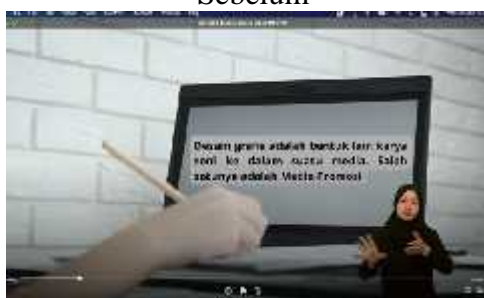 Sebelum
Desain grafis adalah bentuk lain karya
seni ke dalam suatu media. Salah
satunya adalah Media Promosi